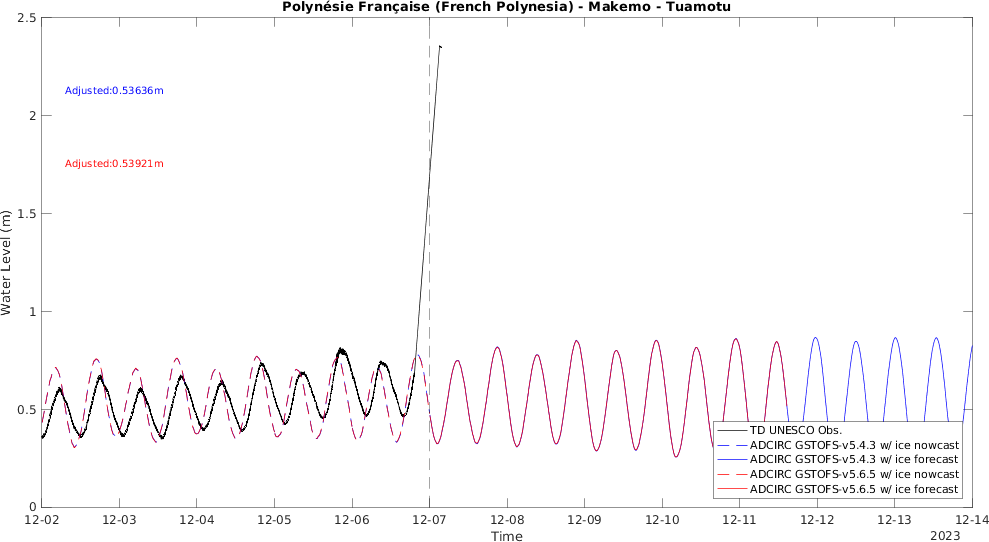 Polynésie Française (French Polynesia) - Makemo - Tuamotu
2.5
2
1.5
1
0.5
0
Water Level (m)
Adjusted:0.53636m
Adjusted:0.53921m
TD UNESCO Obs.
ADCIRC GSTOFS-v5.4.3 w/ ice nowcast
ADCIRC GSTOFS-v5.4.3 w/ ice forecast
ADCIRC GSTOFS-v5.6.5 w/ ice nowcast
ADCIRC GSTOFS-v5.6.5 w/ ice forecast
12-02 12-03 12-04 12-05 12-06 12-07 12-08 12-09 12-10 12-11 12-12 12-13 12-14
Time
2023